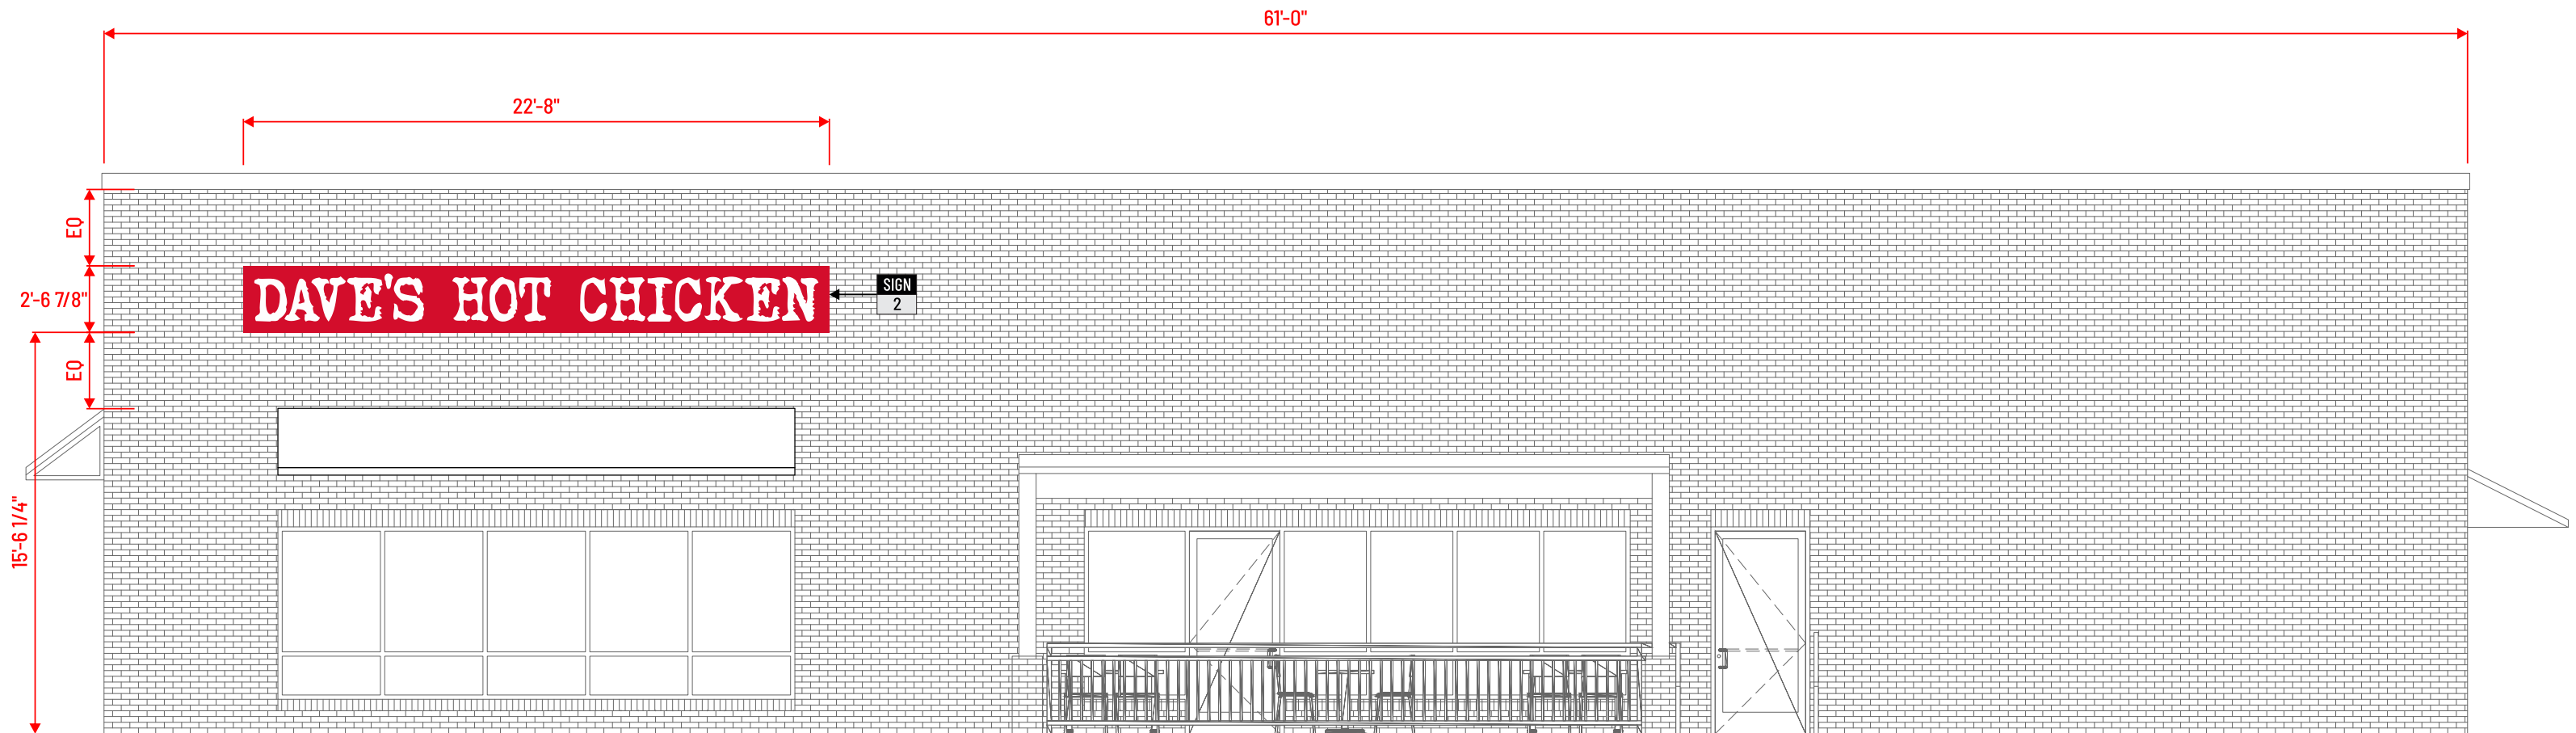 61'-0"
22'-8"
EQ
2'-6 7/8"
DAVE'S HOT CHICKEN
SIGN
2
EQ
15'-6 1/4"